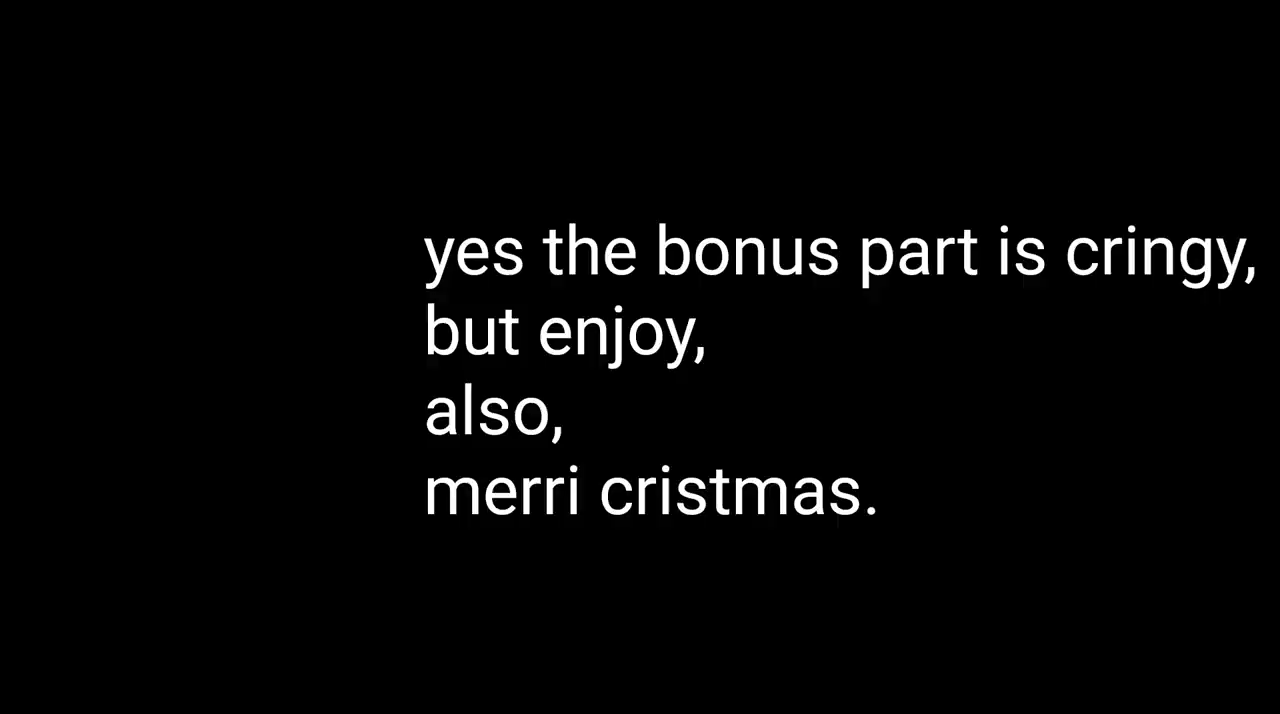 yes the bonus part is cringy,
but enjoy,
also,
merri cristmas.